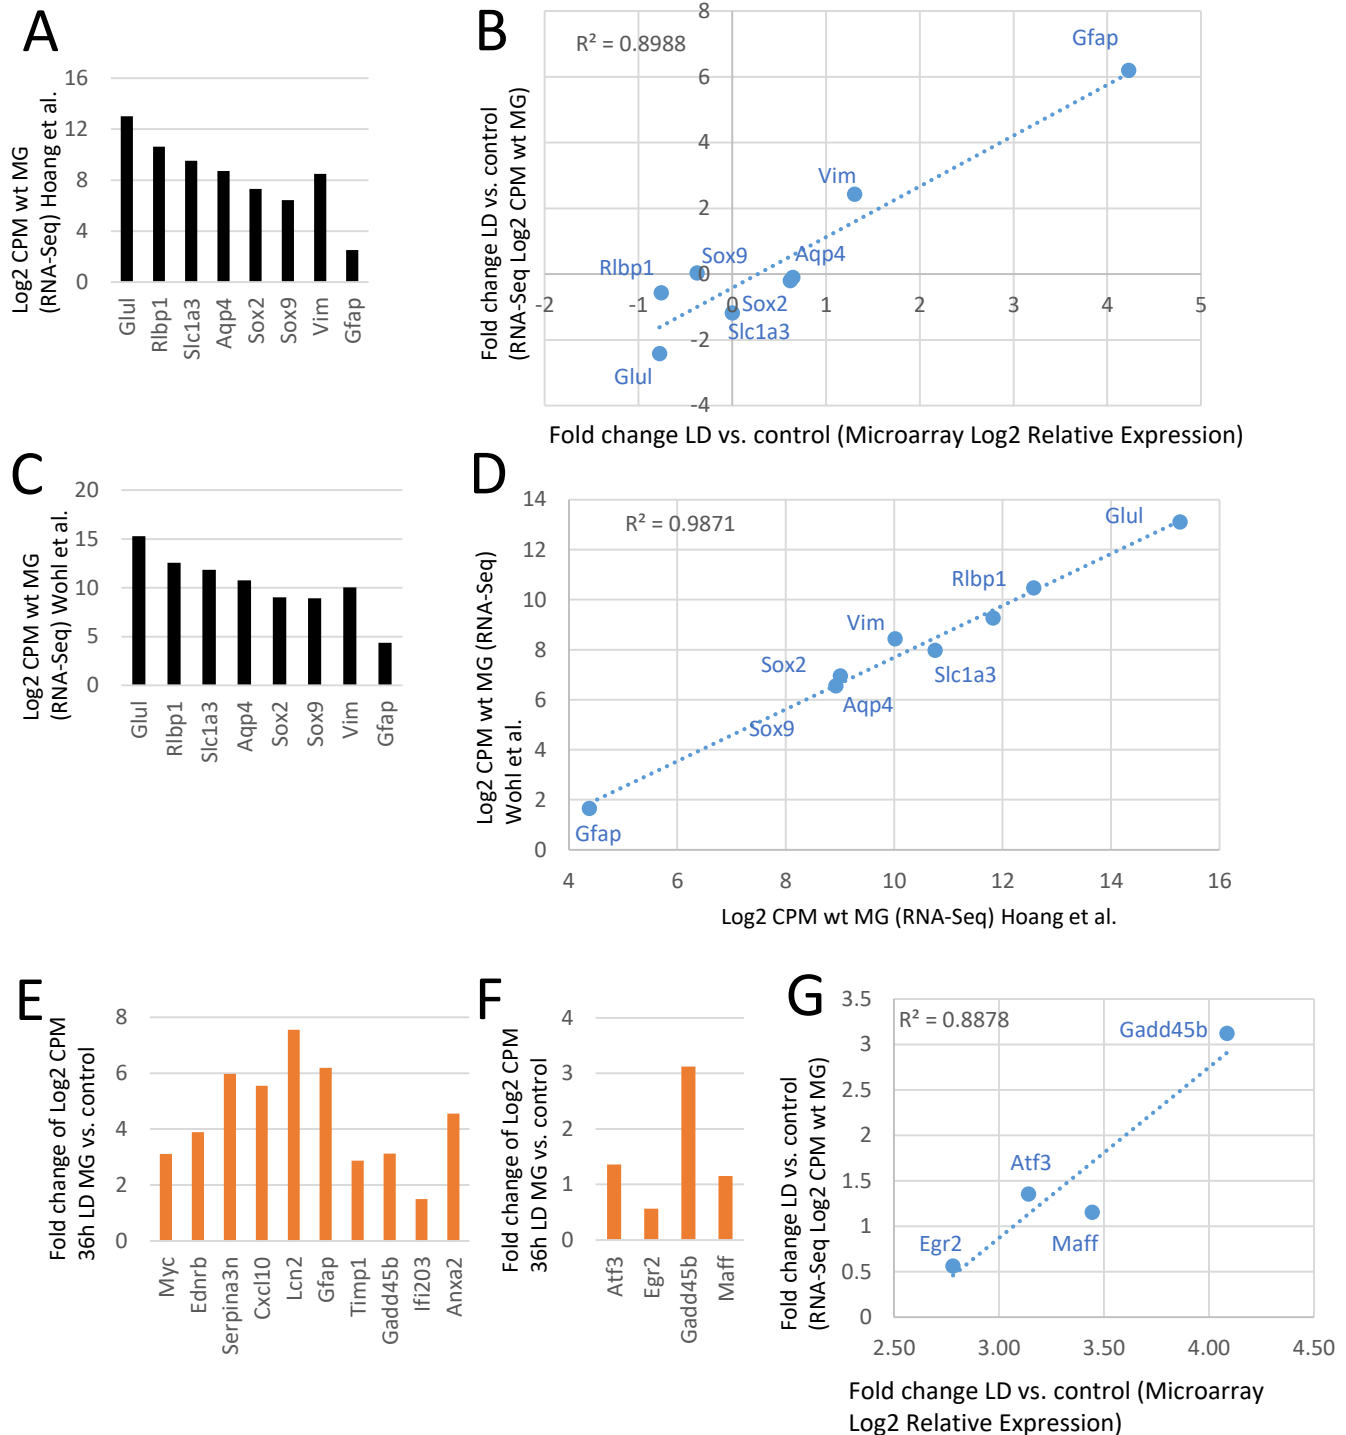 A
Log2 CPM wt MG
(RNA-Seq) Hoang et al.
16
12
8
4
0
Glul
Rlbp1
Slc1a3
Aqp4
Sox2
Sox9
Vim
Gfap
B
Fold change LD vs. control
(RNA-Seq Log2 CPM wt MG)
R² = 0.8988
8
6
4
2
0
-2
-4
-2
-1
0
1
2
3
4
5
Gfap
Vim
Sox9
Aqp4
Rlbp1
Sox2
Slc1a3
Glul
Fold change LD vs. control (Microarray Log2 Relative Expression)
C
Log2 CPM wt MG
(RNA-Seq) Wohl et al.
20
15
10
5
0
Glul
Rlbp1
Slc1a3
Aqp4
Sox2
Sox9
Vim
Gfap
D
Log2 CPM wt MG (RNA-Seq)
Wohl et al.
R² = 0.9871
14
12
10
8
6
4
2
0
Glul
Rlbp1
Vim
Sox2
Slc1a3
Aqp4
Sox9
Gfap
4
6
8
10
12
14
16
Log2 CPM wt MG (RNA-Seq) Hoang et al.
E
Fold change of Log2 CPM
36h LD MG vs. control
8
6
4
2
0
Myc
Ednrb
Serpina3n
Cxcl10
Lcn2
Gfap
Timp1
Gadd45b
Ifi203
Anxa2
F
Fold change of Log2 CPM
36h LD MG vs. control
4
3
2
1
0
Atf3
Egr2
Gadd45b
Maff
G
Fold change LD vs. control
(RNA-Seq Log2 CPM wt MG)
R² = 0.8878
3.5
3
2.5
2
1.5
1
0.5
0
Gadd45b
Atf3
Egr2
Maff
2.50
3.00
3.50
4.00
4.50
Fold change LD vs. control (Microarray
Log2 Relative Expression)